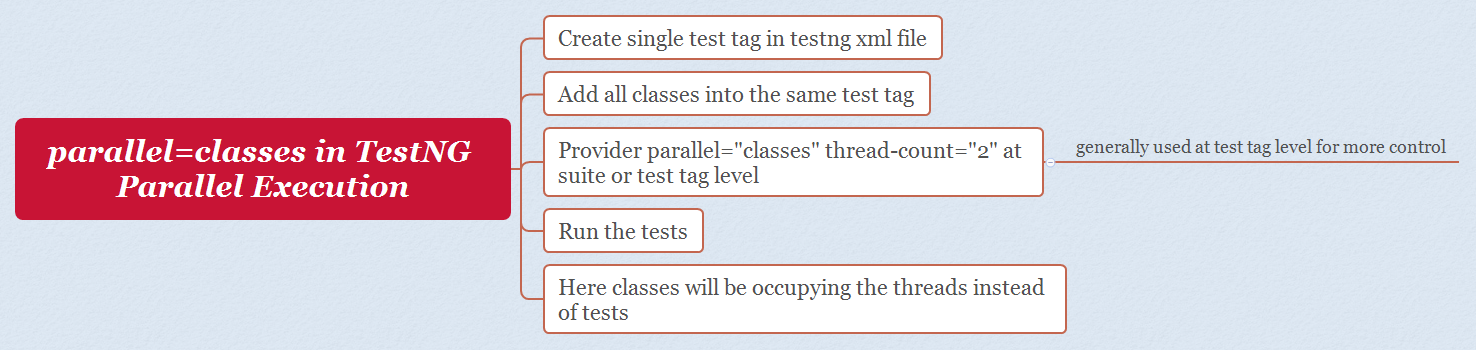 parallel=classes in TestNG
Parallel Execution
Create single test tag in testng xml file
Add all classes into the same test tag
Provider parallel="classes" thread-count="2" at
suite or test tag level
generally used at test tag level for more control
Run the tests
Here classes will be occupying the threads instead
of tests